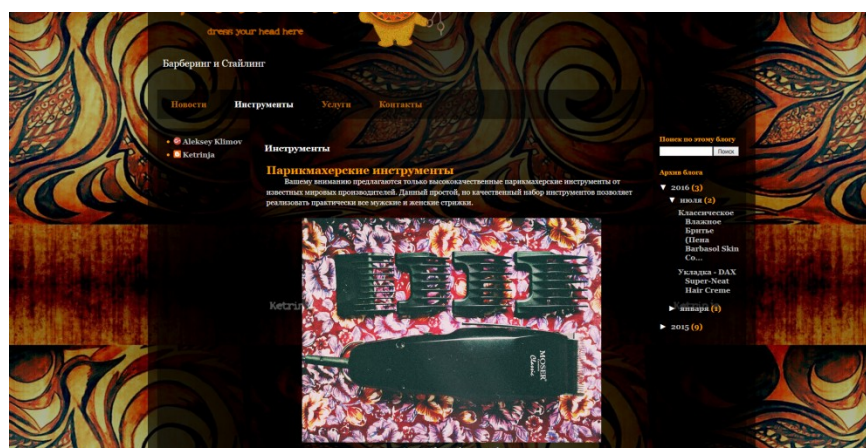 dress your head here
Барберинг и Стайлинг
Новости Инструменты Услуги Контакты
Aleksey Klimov
Ketrinja
Инструменты
Парикмахерские инструменты
Вашему вниманию предлагаются только высококачественные парикмахерские инструменты от
известных мировых производителей. Данный простой, но качественный набор инструментов позволяет
реализовать практически все мужские и женские стрижки.
MOSER
Classic
Поиск по этому блогу
Поиск
Архив блога
▼ 2016 (3)
▼ июля (2)
Классическое
Влажное
Бритье
(Пена
Barbasol Skin
Co...
Укладка - DAX
Super-Neat
Hair Creme
► января (1)
► 2015 (9)